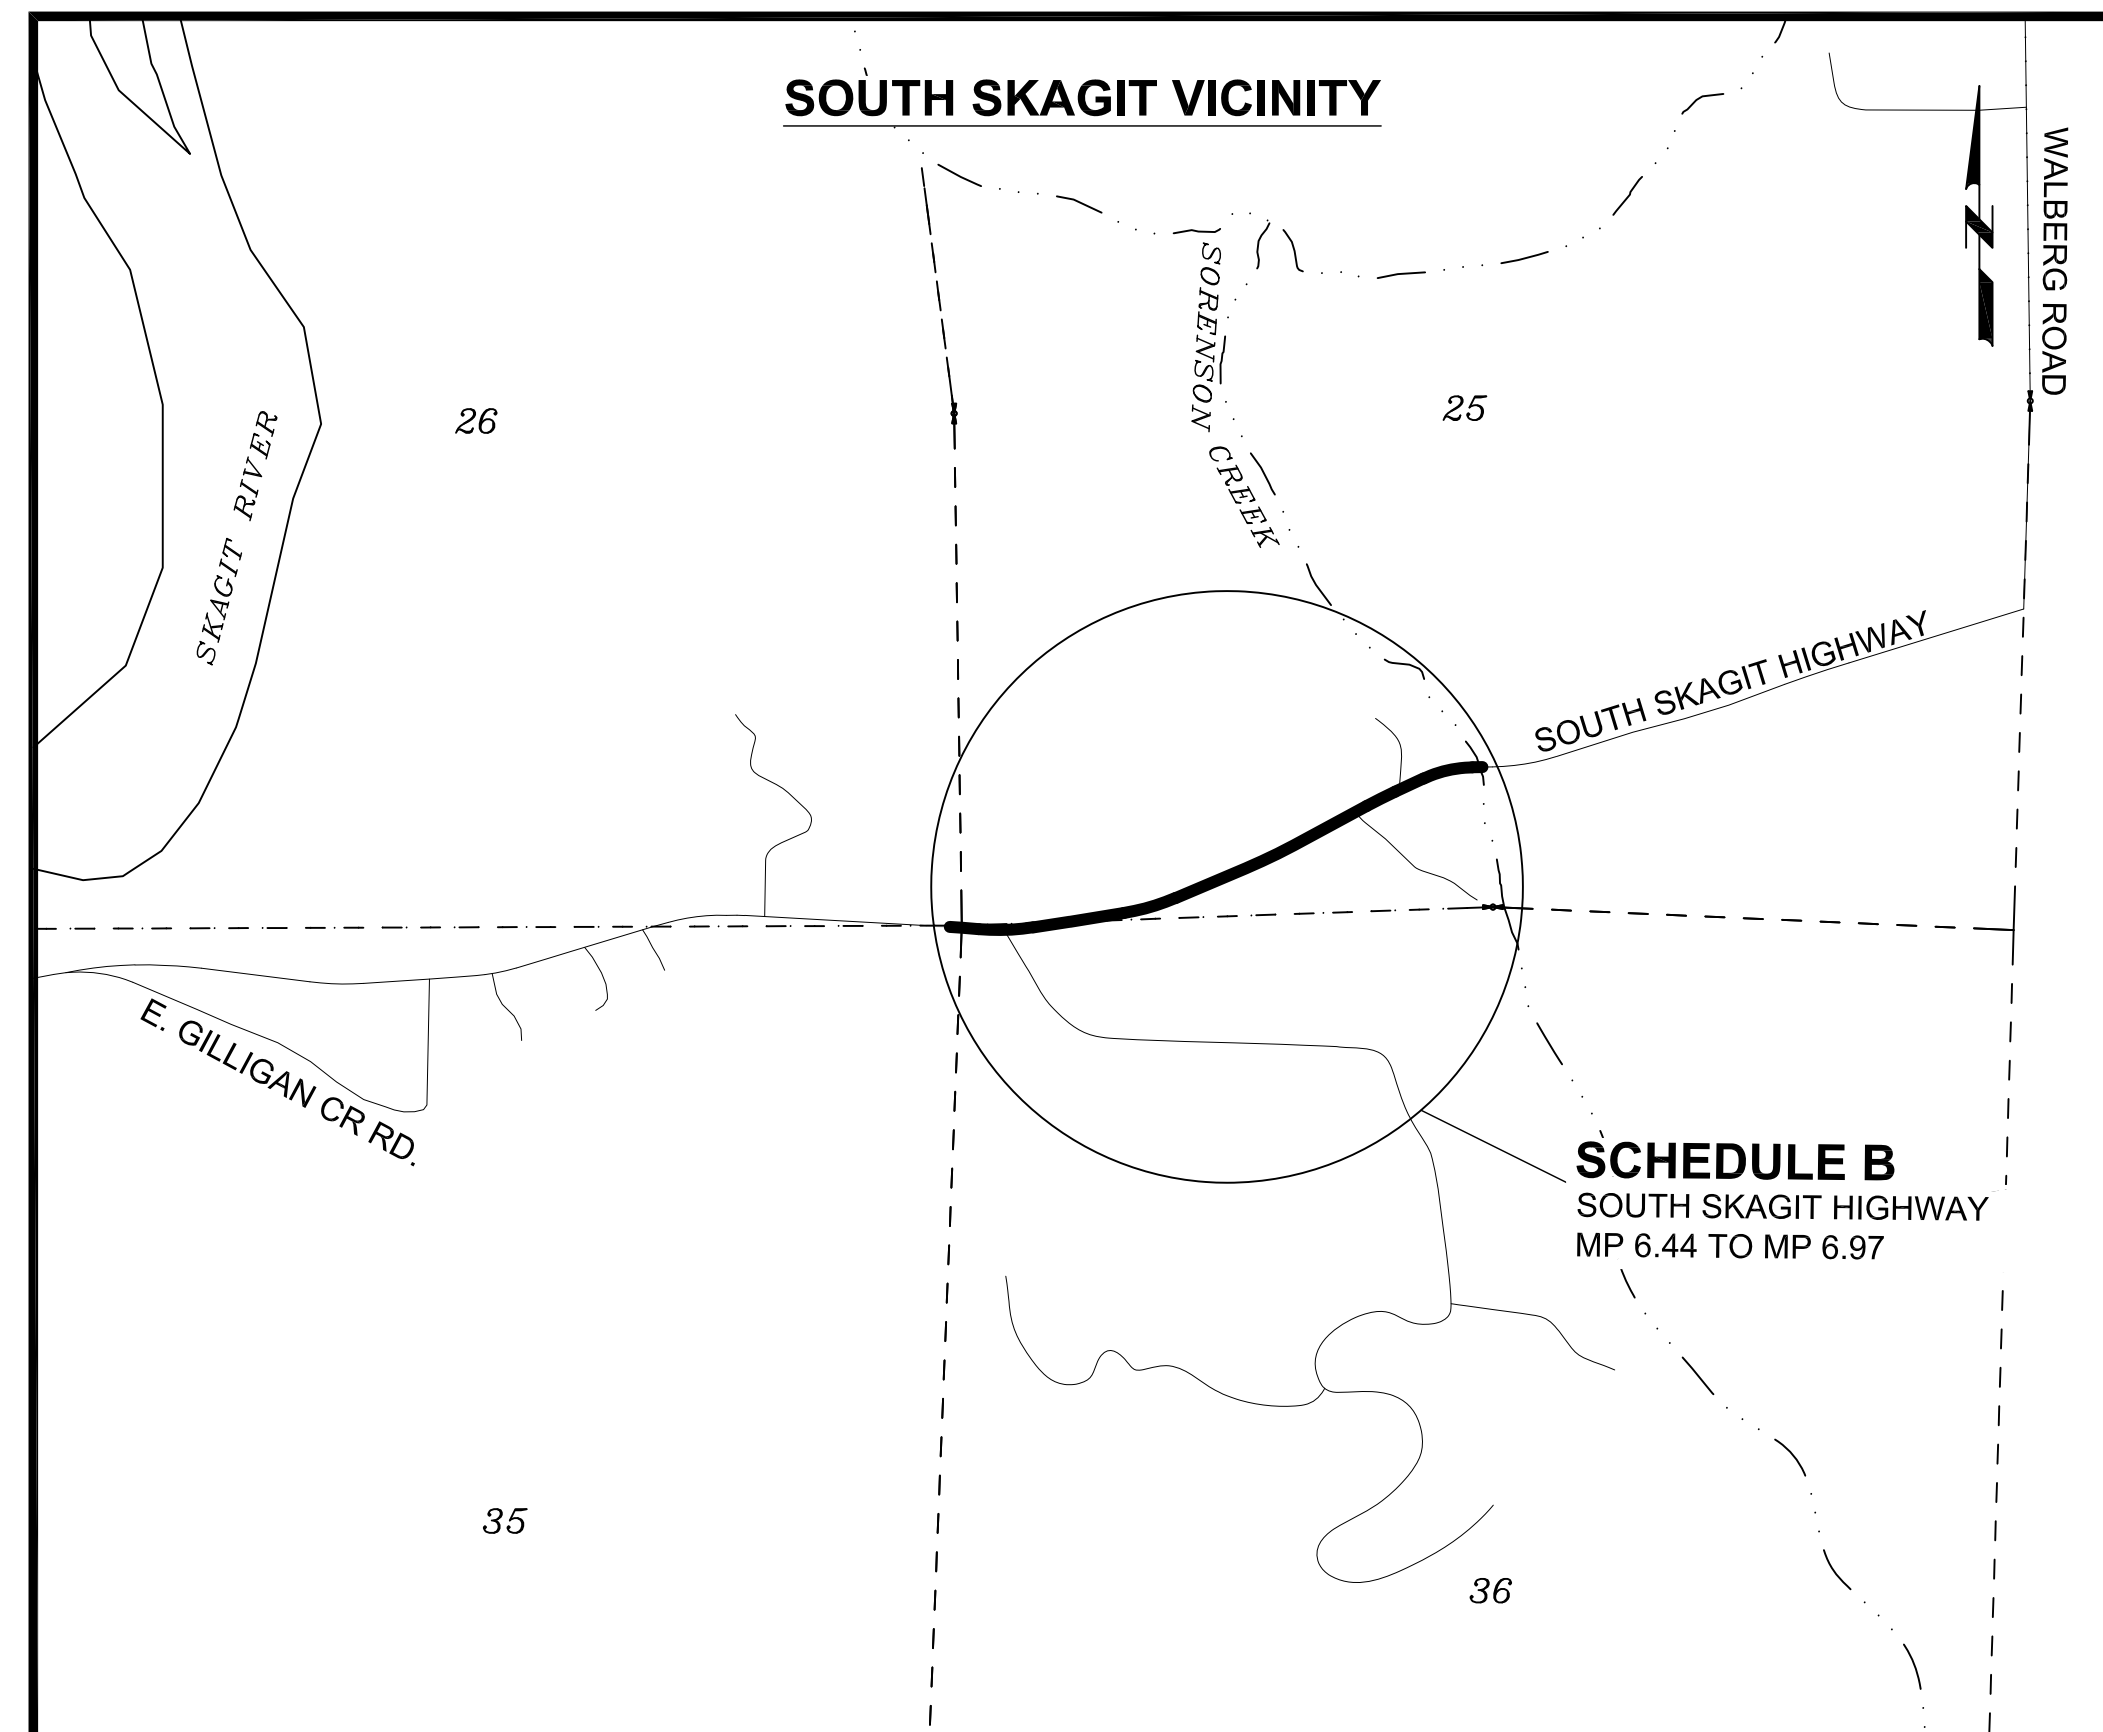 SOUTH SKAGIT VICINITY
WALBERG ROAD
N
SORENSON CREEK
26
25
SKAGIT RIVER
SOUTH SKAGIT HIGHWAY
E. GILLIGAN CR RD.
SCHEDULE B
SOUTH SKAGIT HIGHWAY
MP 6.44 TO MP 6.97
35
36